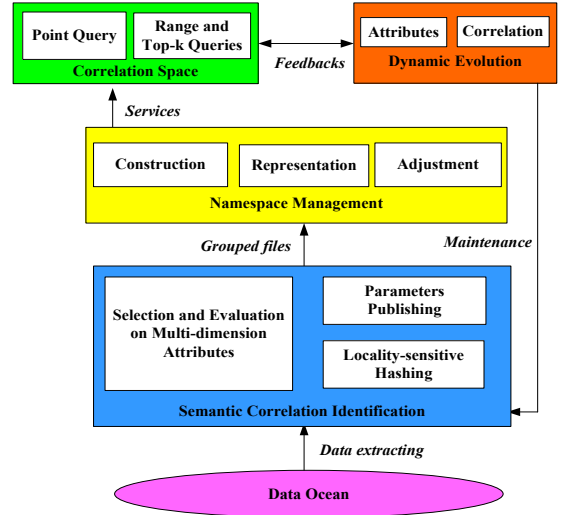 Point Query
Range and
Top-k Queries
Correlation Space
Feedbacks
Attributes
Correlation
Dynamic Evolution
Services
Construction
Representation
Adjustment
Namespace Management
Grouped files
Maintenance
Selection and Evaluation
on Multi-dimension
Attributes
Parameters
Publishing
Locality-sensitive
Hashing
Semantic Correlation Identification
Data extracting
Data Ocean